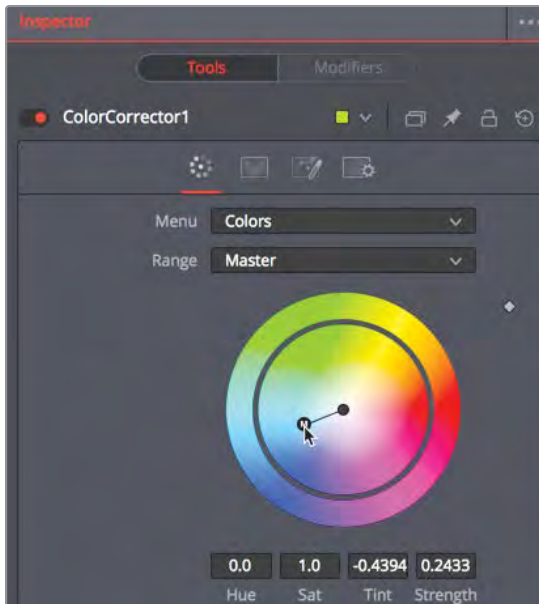 Inspector
Tools Modifiers
ColorCorrector1
Menu Colors
Range Master
M
0.0 1.0 -0.4394 0.2433
Hue Sat Tint Strength